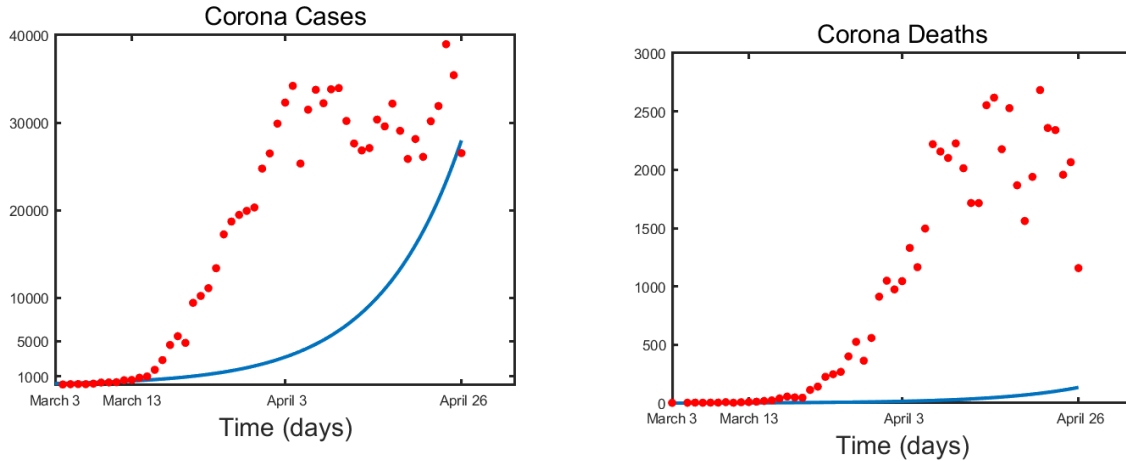 Corona Cases
40000
30000
20000
10000
5000
1000
March 3
March 13
April 3
April 26
Time (days)
Corona Deaths
3000
2500
2000
1500
1000
500
0
March 3
March 13
April 3
April 26
Time (days)